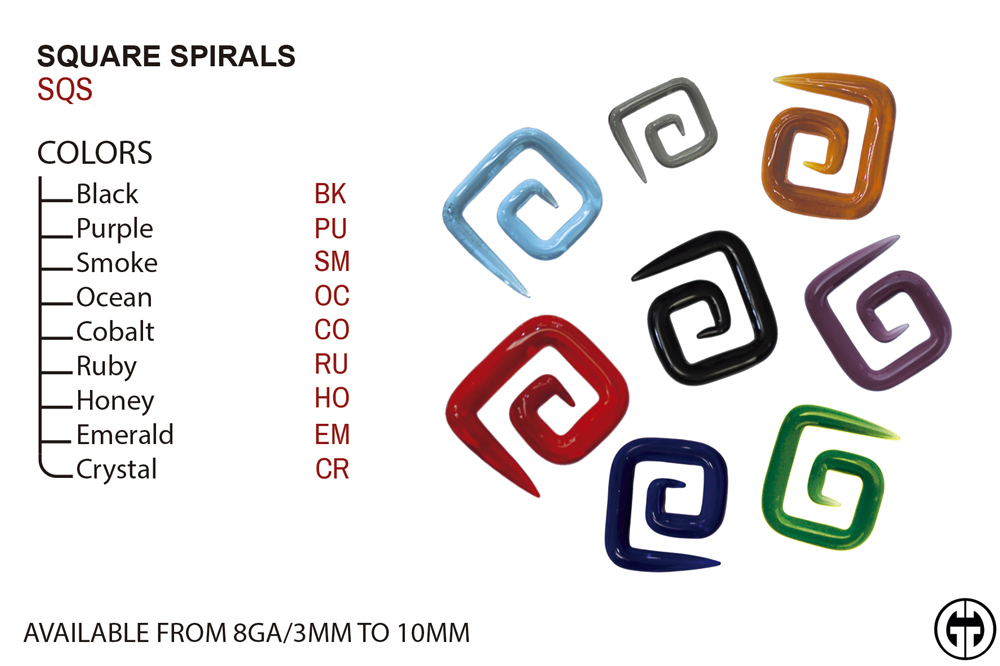 SQUARE SPIRALS
SQS
COLORS
Black BK
Purple PU
Smoke SM
Ocean OC
Cobalt CO
Ruby RU
Honey HO
Emerald EM
Crystal CR
AVAILABLE FROM 8GA/3MM TO 10MM